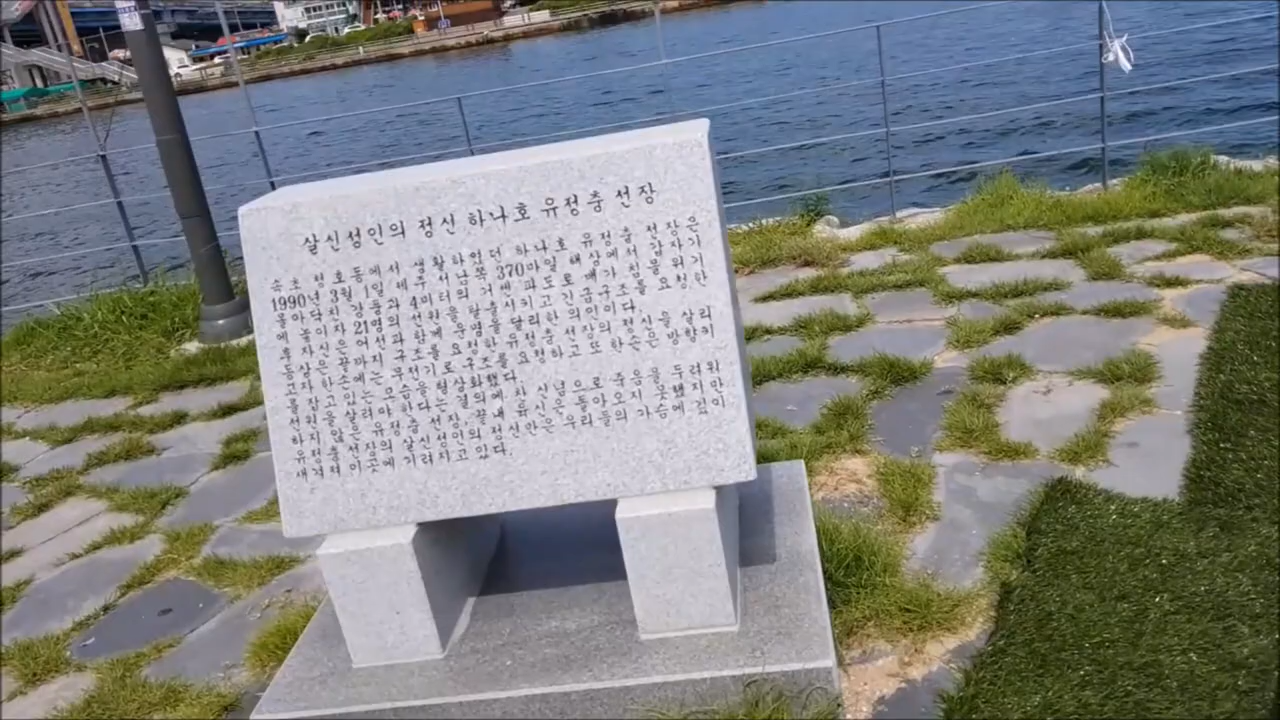 살신성인의 정신 하나호 유정충 선장
속초 청호동에서 생활하였던 하나호 유정충 선장은
1990년 3월 1일 제주 서남쪽 370마일 해상에서 갑자기
몰아닥친 강풍과 4미터의 거센 파도로 배가 침몰위기
에 놓이자 21명의 선원을 탈출시키고 긴급구조를 요청한
후 자신은 어선과 함께 운명을 달리한 의인이다.
동상은 끝까지 구조를 요청한 유정충 선장의 정신을 살리
고자 한손에는 무전기로 구조를 요청하고 또 한손은 방향키
를 잡고있는 모습을 형상화했다.
선원을 살려야 한다는 결의에 찬 신념으로 죽음을 두려워
하지 않은 유정충 선장, 끝내 육신은 돌아오지 못했지만
유정충 선장의 살신성인의 정신만은 우리들의 가슴에 깊이
새겨져 이곳에 기려지고 있다.